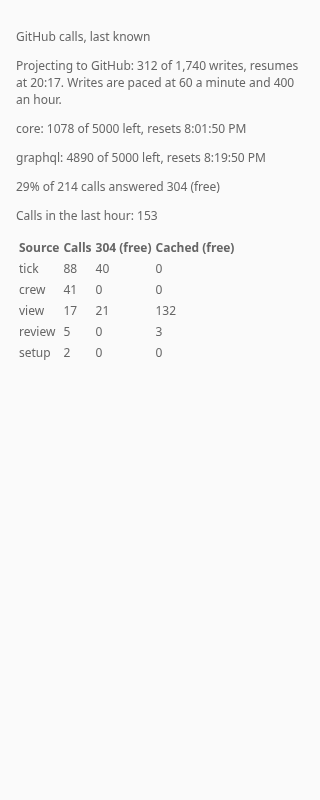 GitHub calls, last known
Projecting to GitHub: 312 of 1,740 writes, resumes
at 20:17. Writes are paced at 60 a minute and 400
an hour.
core: 1078 of 5000 left, resets 8:01:50 PM
graphql: 4890 of 5000 left, resets 8:19:50 PM
29% of 214 calls answered 304 (free)
Calls in the last hour: 153
Source Calls 304 (free) Cached (free)
tick 88 40 0
crew 41 0 0
view 17 21 132
review 5 0 3
setup 2 0 0